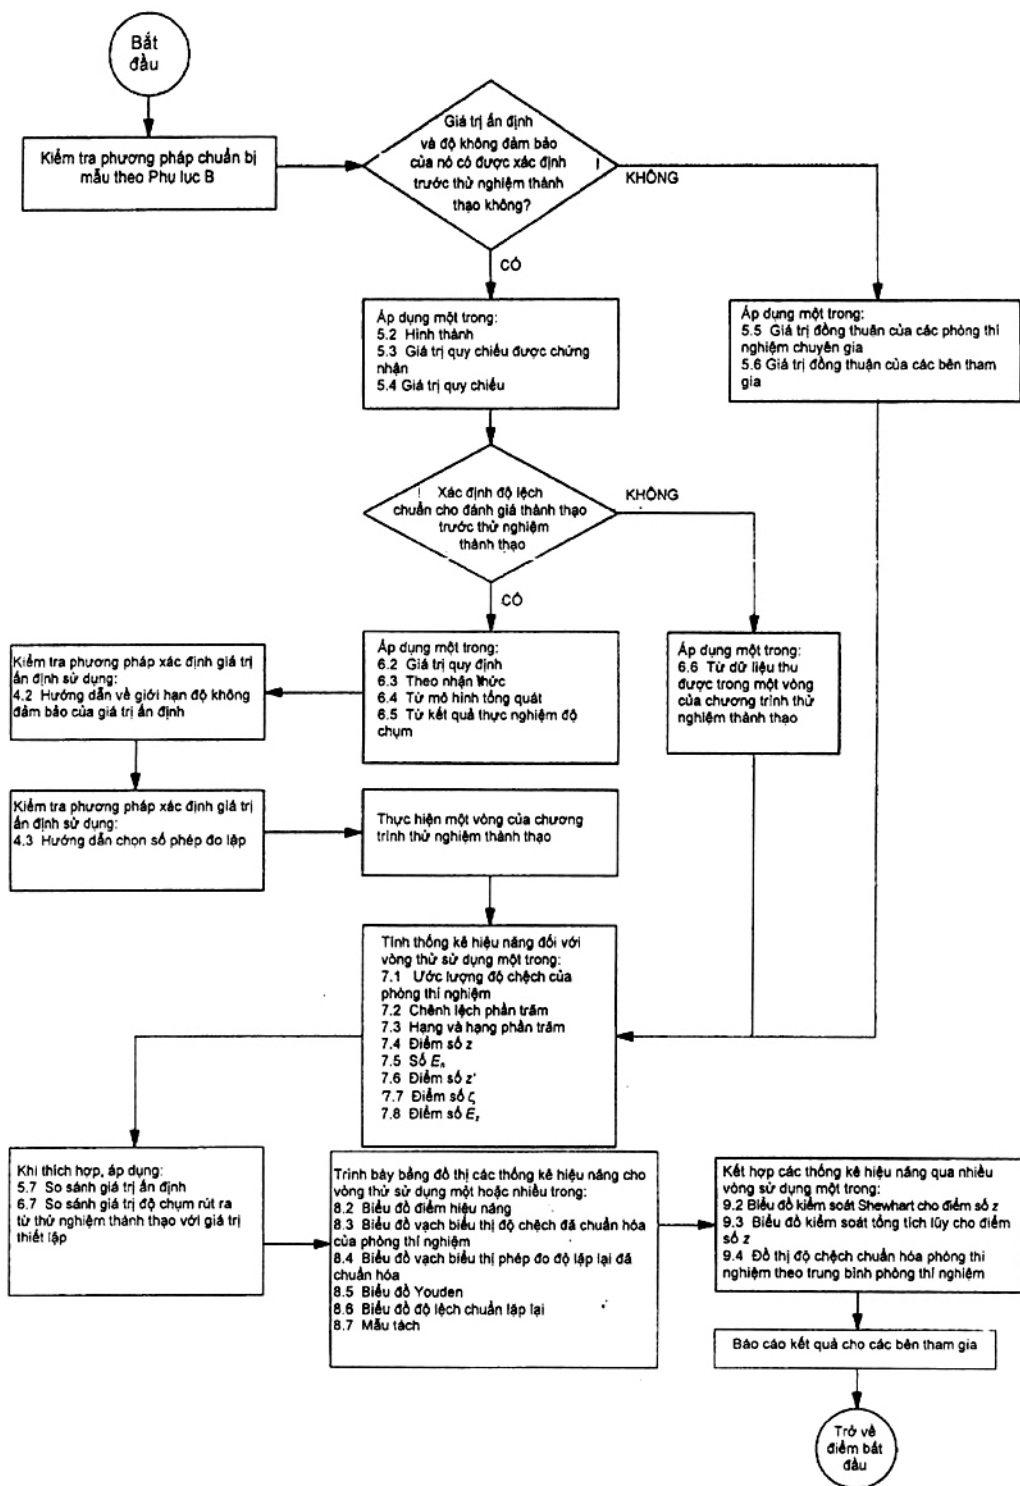 Bắt
đầu
Kiểm tra phương pháp chuẩn bị
mẫu theo Phụ lục B
Giá trị ấn định
và độ không đảm bảo
của nó có được xác định
trước thử nghiệm thành
thạo không?
KHÔNG
CÓ
Áp dụng một trong:
5.2 Hình thành
5.3 Giá trị quy chiếu được chứng
nhận
5.4 Giá trị quy chiếu
Áp dụng một trong:
5.5 Giá trị đồng thuận của các phòng thí
nghiệm chuyên gia
5.6 Giá trị đồng thuận của các bên tham
gia
Xác định độ lệch
chuẩn cho đánh giá thành thạo
trước thử nghiệm
thành thạo
KHÔNG
CÓ
Kiểm tra phương pháp xác định giá trị
ấn định sử dụng:
4.2 Hướng dẫn về giới hạn độ không
đảm bảo của giá trị ấn định
Áp dụng một trong:
6.2 Giá trị quy định
6.3 Theo nhận thức
6.4 Từ mô hình tổng quát
6.5 Từ kết quả thực nghiệm độ
chụm
Áp dụng một trong:
6.6 Từ dữ liệu thu
được trong một vòng
của chương trình thử
nghiệm thành thạo
Kiểm tra phương pháp xác định giá trị
ấn định sử dụng:
4.3 Hướng dẫn chọn số phép đo lặp
Thực hiện một vòng của chương
trình thử nghiệm thành thạo
Tính thống kê hiệu năng đối với
vòng thử sử dụng một trong:
7.1 Ước lượng độ chệch của
phòng thí nghiệm
7.2 Chênh lệch phần trăm
7.3 Hạng và hạng phần trăm
7.4 Điểm số z
7.5 Số Eₙ
7.6 Điểm số z'
7.7 Điểm số ζ
7.8 Điểm số E_z
Khi thích hợp, áp dụng:
5.7 So sánh giá trị ấn định
6.7 So sánh giá trị độ chụm rút ra
từ thử nghiệm thành thạo với giá trị
thiết lập
Trình bày bằng đồ thị các thống kê hiệu năng cho
vòng thử sử dụng một hoặc nhiều trong:
8.2 Biểu đồ điểm hiệu năng
8.3 Biểu đồ vạch biểu thị độ chệch đã chuẩn hóa
của phòng thí nghiệm
8.4 Biểu đồ vạch biểu thị phép đo độ lặp lại đã
chuẩn hóa
8.5 Biểu đồ Youden
8.6 Biểu đồ độ lệch chuẩn lặp lại
8.7 Mẫu tách
Kết hợp các thống kê hiệu năng qua nhiều
vòng sử dụng một trong:
9.2 Biểu đồ kiểm soát Shewhart cho điểm số z
9.3 Biểu đồ kiểm soát tổng tích lũy cho điểm
số z
9.4 Đồ thị độ chệch chuẩn hóa phòng thí
nghiệm theo trung bình phòng thí nghiệm
Báo cáo kết quả cho các bên tham gia
Trở về
điểm bắt
đầu